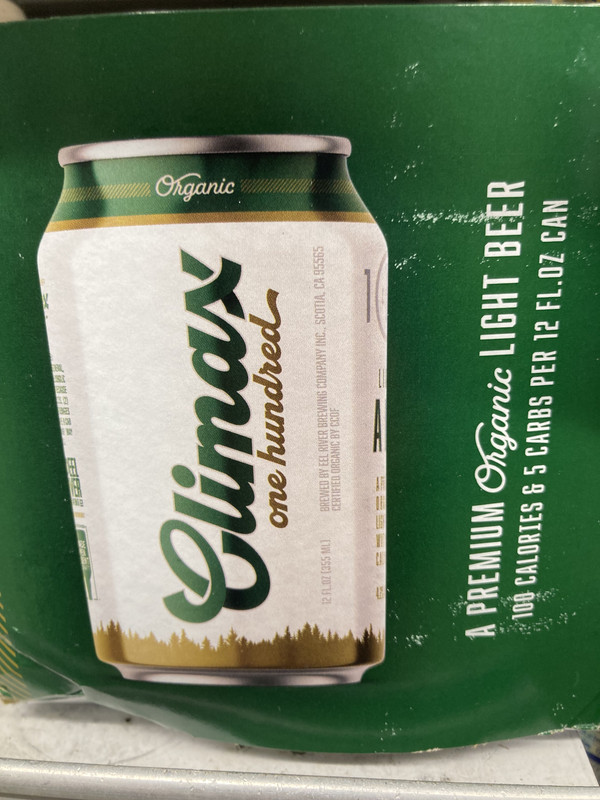 Organic
Climax
one hundred
BREWED BY EEL RIVER BREWING COMPANY INC., SCOTIA, CA 95565
CERTIFIED ORGANIC BY CCOF
12 FL.OZ (355 ML)
A PREMIUM Organic LIGHT BEER
100 CALORIES & 5 CARBS PER 12 FL.OZ CAN